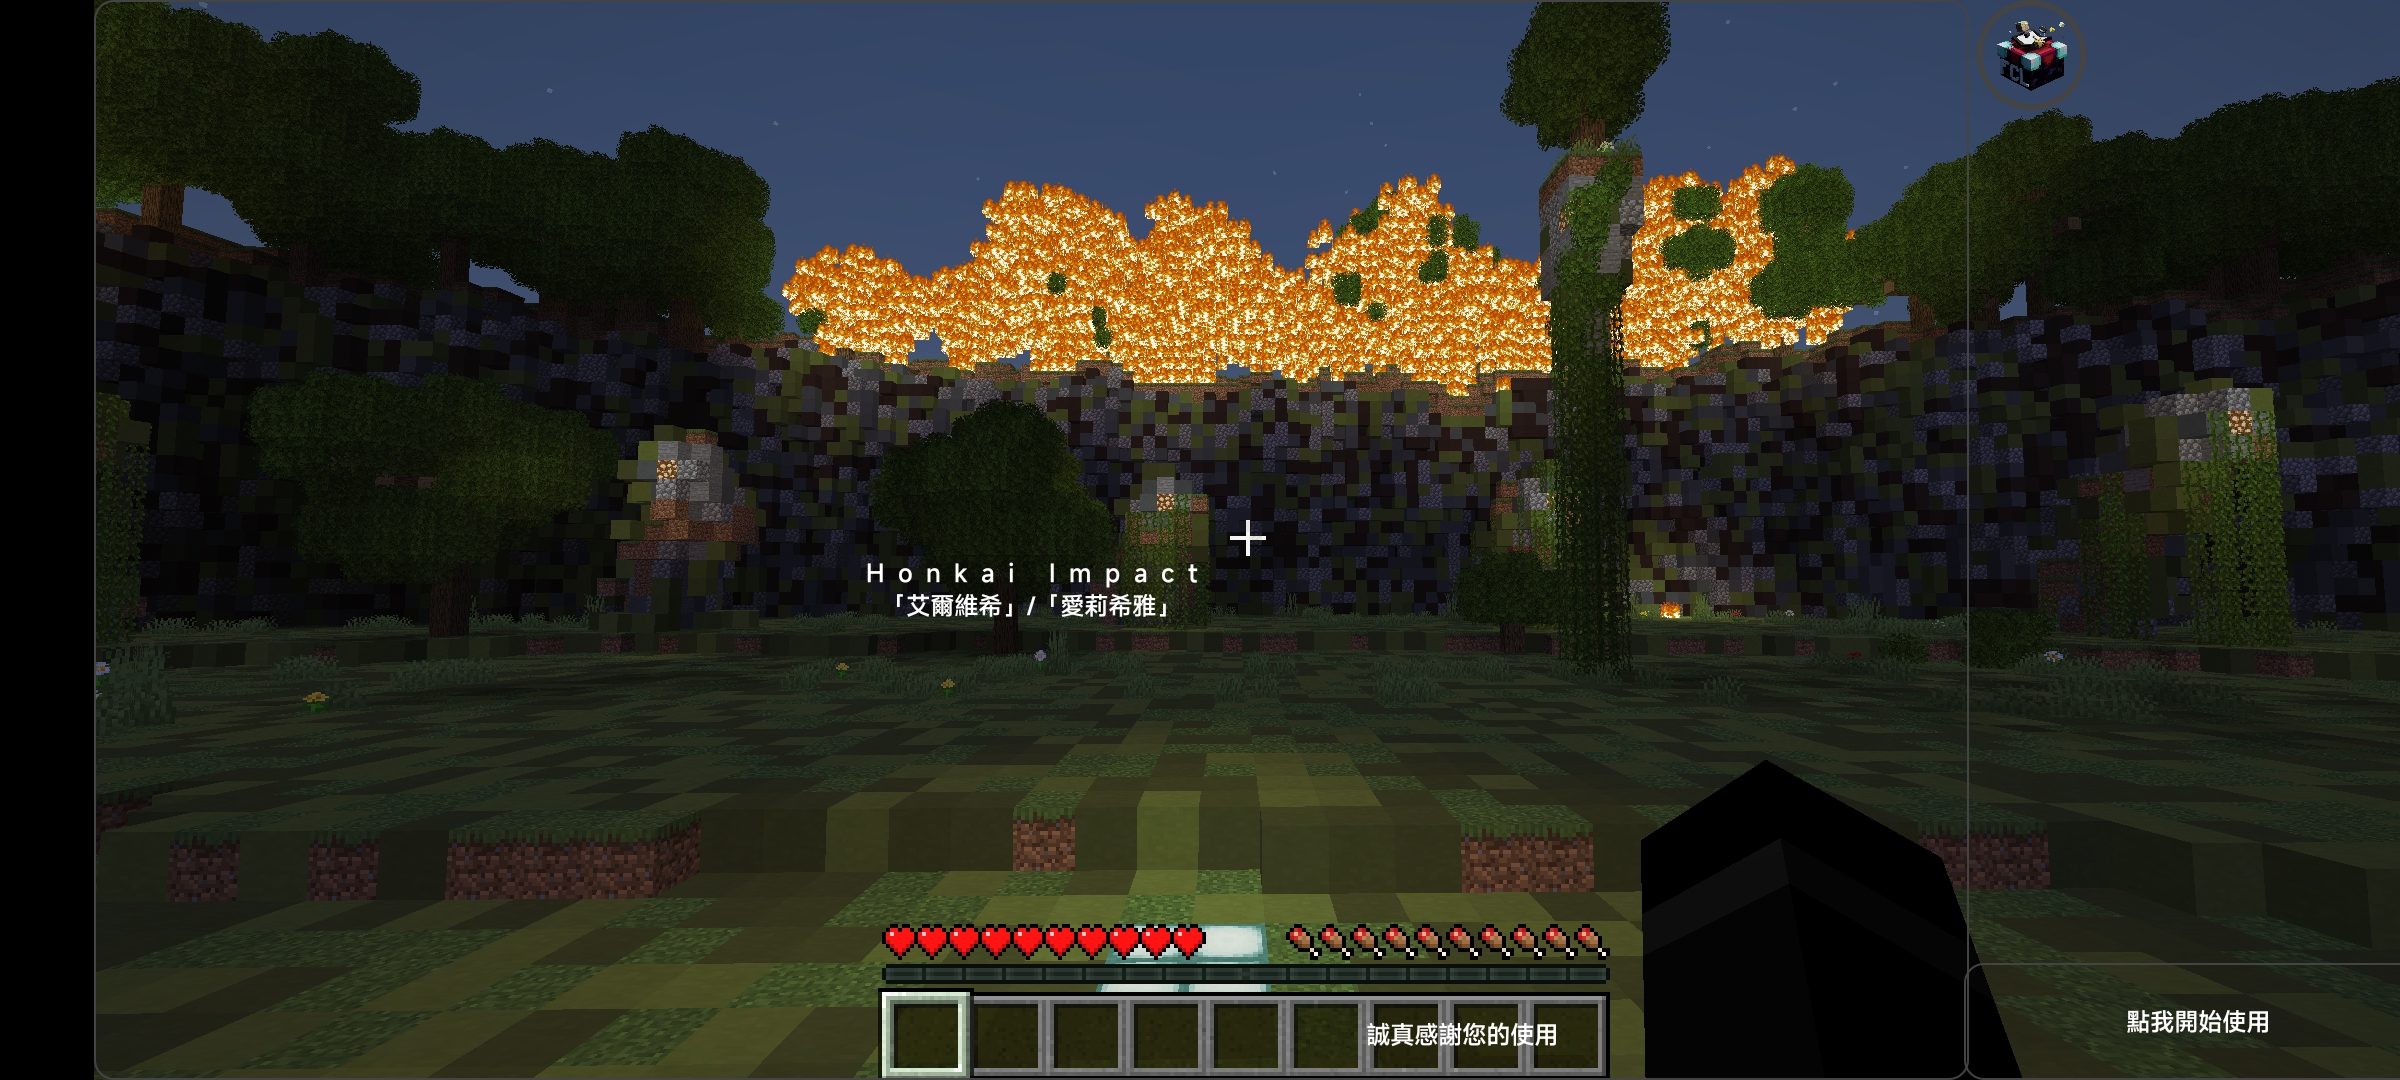 FCL
Honkai Impact
「艾爾維希」/「愛莉希雅」
誠真感謝您的使用
點我開始使用